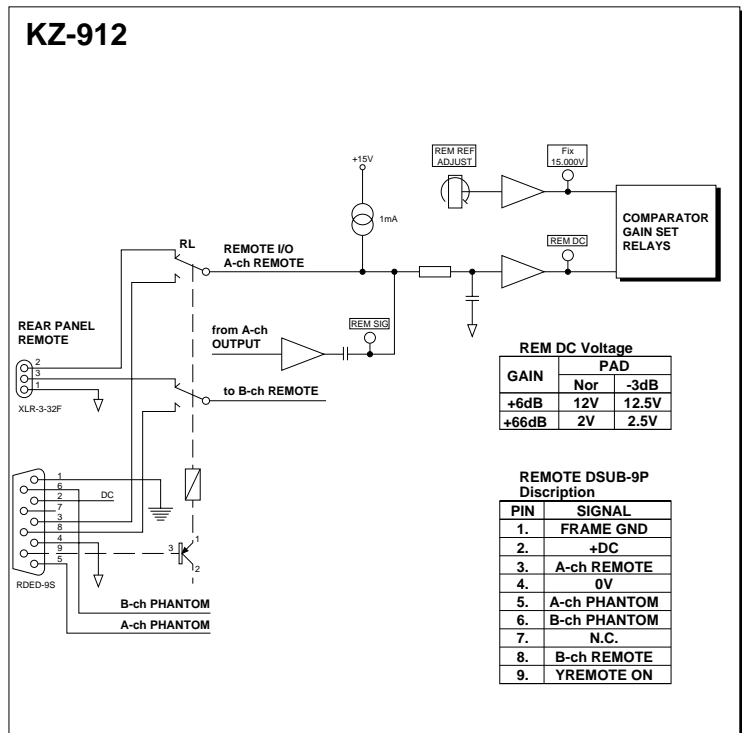 KZ-912
REM REF
ADJUST
Fix
15.000V
+15V
1mA
COMPARATOR
GAIN SET
RELAYS
RL
REMOTE I/O
A-ch REMOTE
REM DC
REAR PANEL
REMOTE
from A-ch
OUTPUT
REM SIG
2
3
1
XLR-3-32F
to B-ch REMOTE
REM DC Voltage
GAIN PAD
Nor -3dB
+6dB 12V 12.5V
+66dB 2V 2.5V
1
6
2 DC
7
3
8
4
9
5
RDED-9S
3
1
2
B-ch PHANTOM
A-ch PHANTOM
REMOTE DSUB-9P
Discription
PIN SIGNAL
1. FRAME GND
2. +DC
3. A-ch REMOTE
4. 0V
5. A-ch PHANTOM
6. B-ch PHANTOM
7. N.C.
8. B-ch REMOTE
9. YREMOTE ON